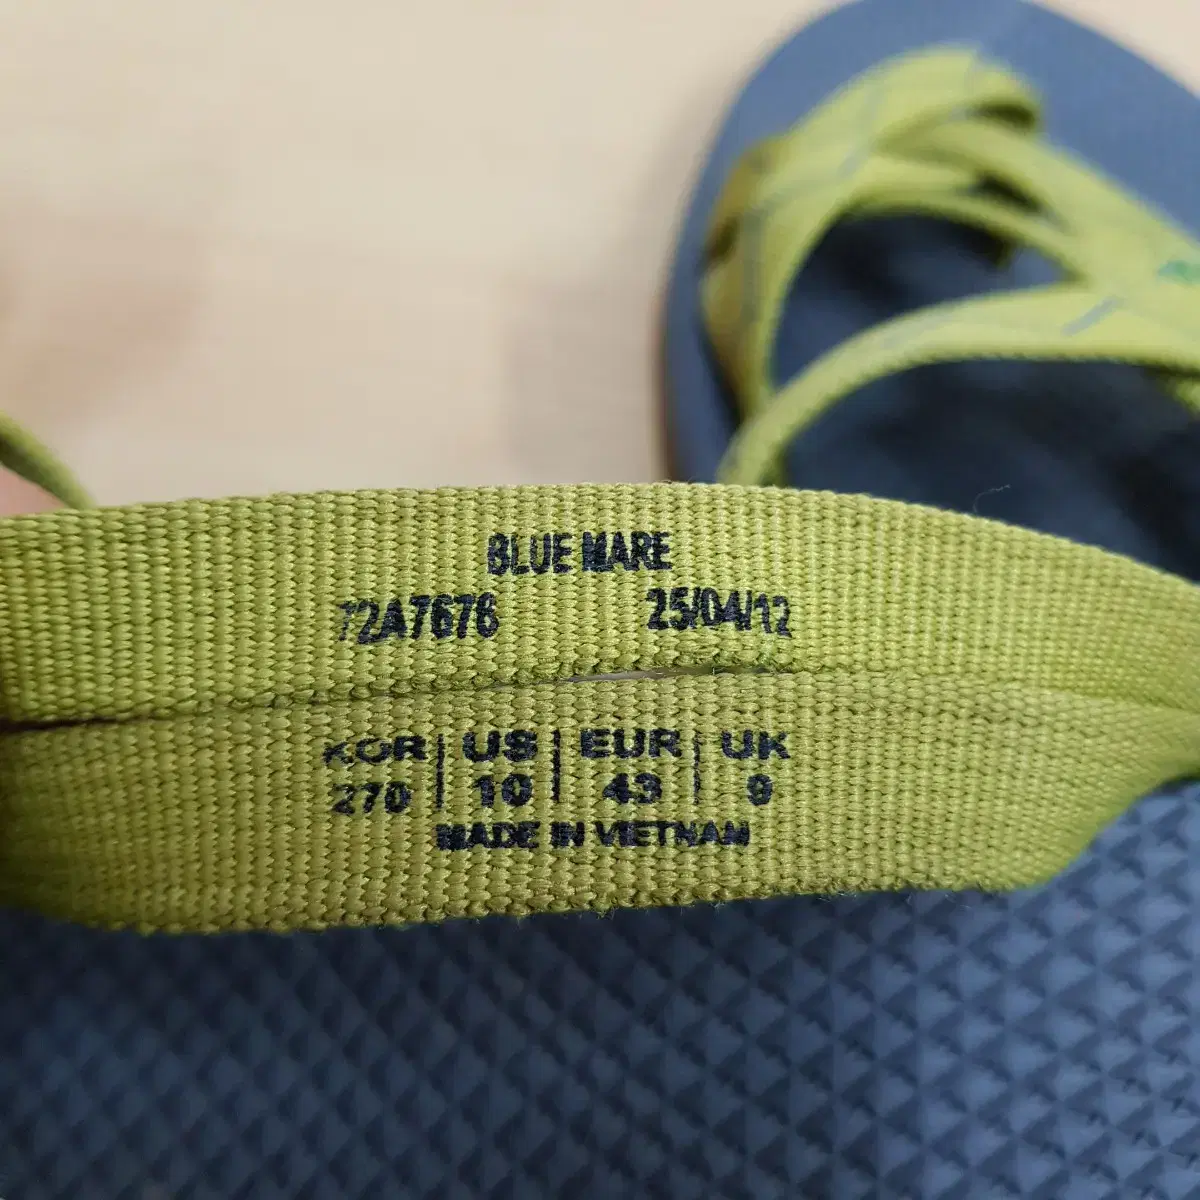 BLUE MARE
72A7676 25/04/12
KOR US EUR UK
270 10 43 9
MADE IN VIETNAM